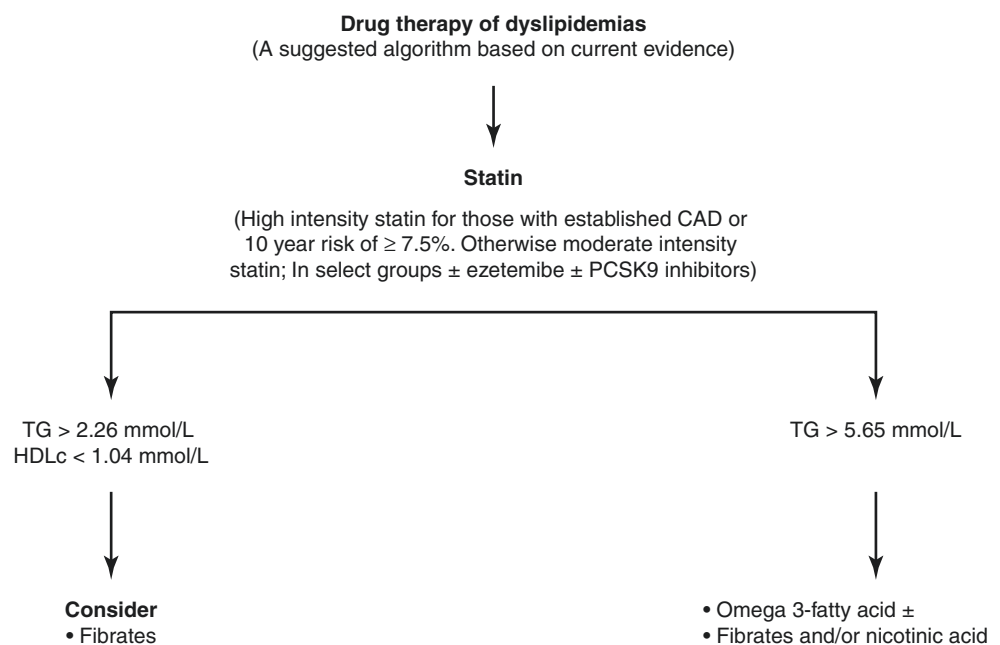 Drug therapy of dyslipidemias
(A suggested algorithm based on current evidence)
Statin
(High intensity statin for those with established CAD or
10 year risk of ≥ 7.5%. Otherwise moderate intensity
statin; In select groups ± ezetemibe ± PCSK9 inhibitors)
TG > 2.26 mmol/L
HDLc < 1.04 mmol/L
TG > 5.65 mmol/L
Consider
• Fibrates
• Omega 3-fatty acid ±
• Fibrates and/or nicotinic acid